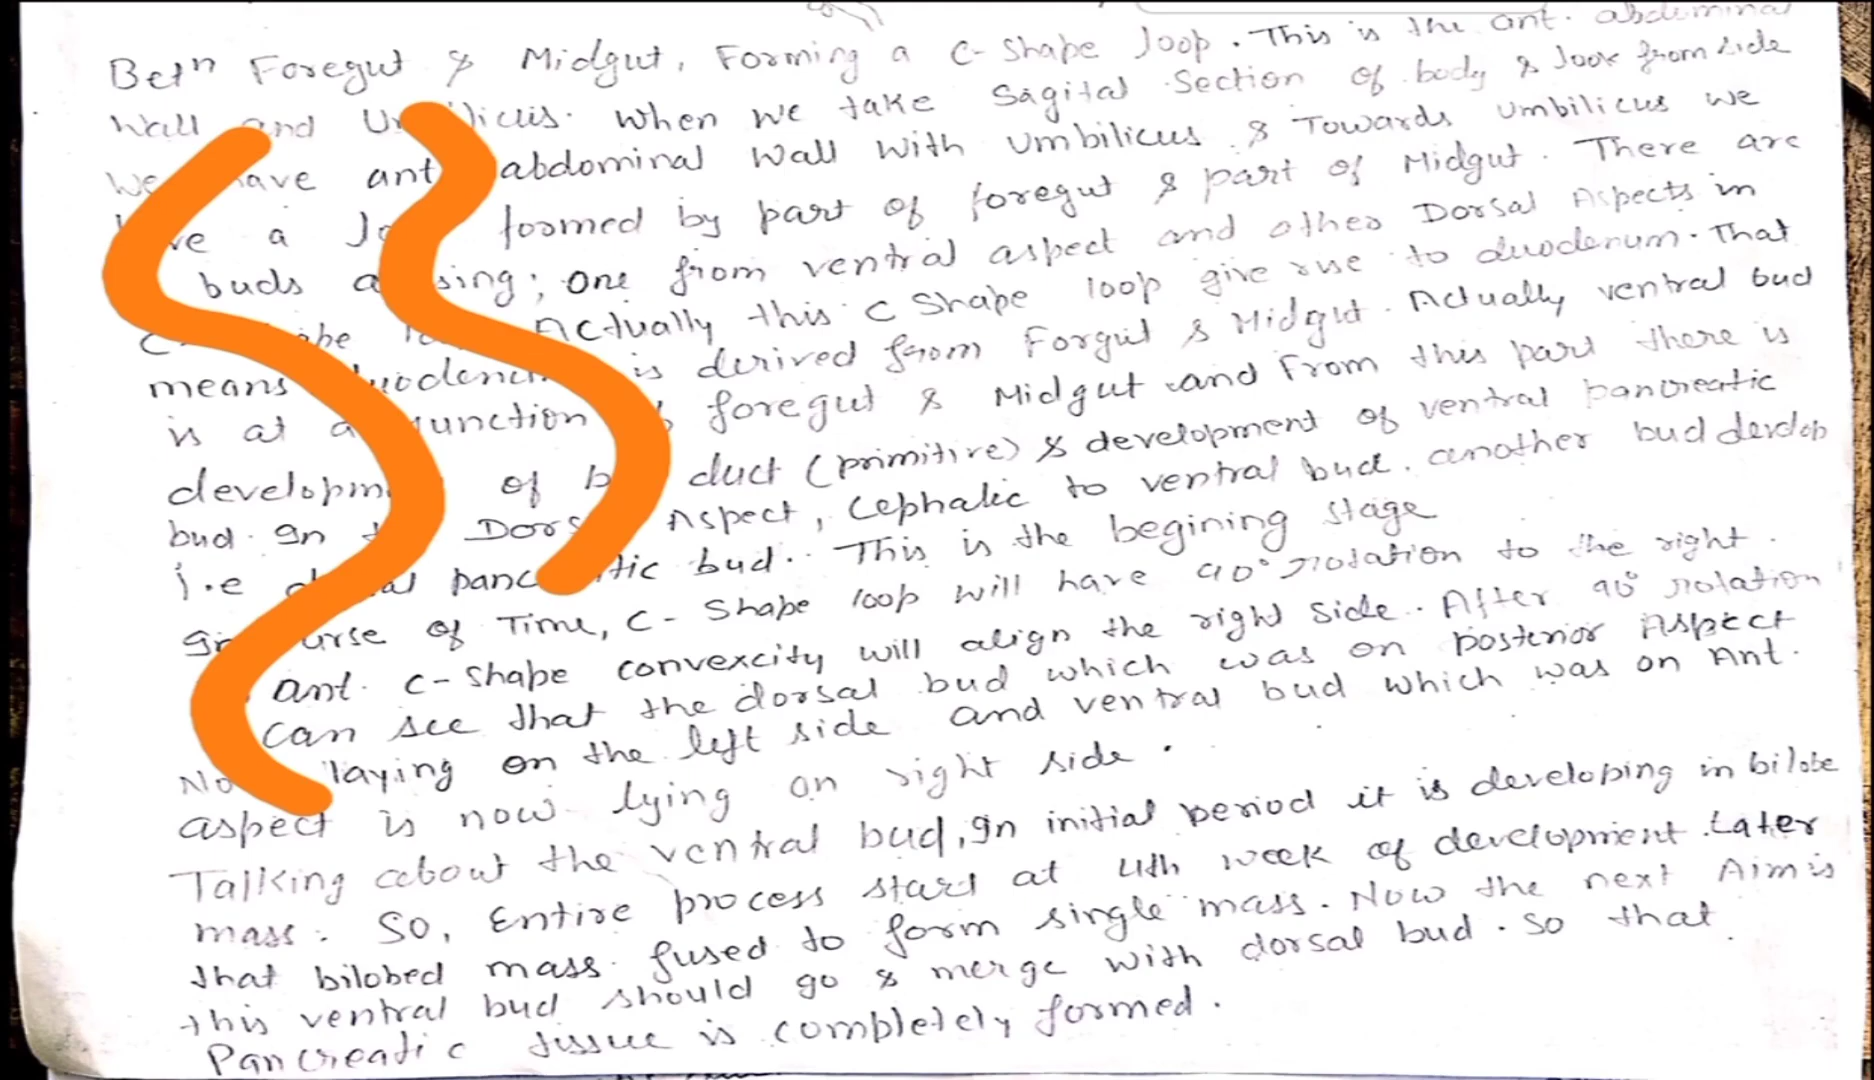 Betn Foregut & Midgut, Forming a C-Shape loop. This is the ant. abdominal
Wall and Umbilicus. When we take Sagital Section of body & look from side
We have ant abdominal Wall With Umbilicus & Towards Umbilicus we
a formed by part of foregut & part of Midgut. There are
buds arising; one from ventral aspect and other Dorsal Aspects in
Actually this C Shape loop give rise to duodenum. That
means is derived from Forgut & Midgut. Actually ventral bud
is at junction foregut & Midgut and From this part there is
development of duct (primitive) & development of ventral pancreatic
bud. In Dorsal Aspect, Cephalic to ventral bud. another bud develop
i.e pancreatic bud. This is the begining stage
of Time, C-Shape loop will have 90° rotation to the right.
ant. C-Shape convexcity will align the right Side. After 90° rotation
can see that the dorsal bud which was on posterior Aspect
laying on the left side and ventral bud which was on Ant.
aspect is now lying on right side.
Talking about the ventral bud, In initial period it is developing in bilobe
mass. So, Entire process start at 4th week of development. Later
that bilobed mass fused to form single mass. Now the next Aim is
this ventral bud should go & merge with dorsal bud. So that
Pancreatic tissue is completely formed.